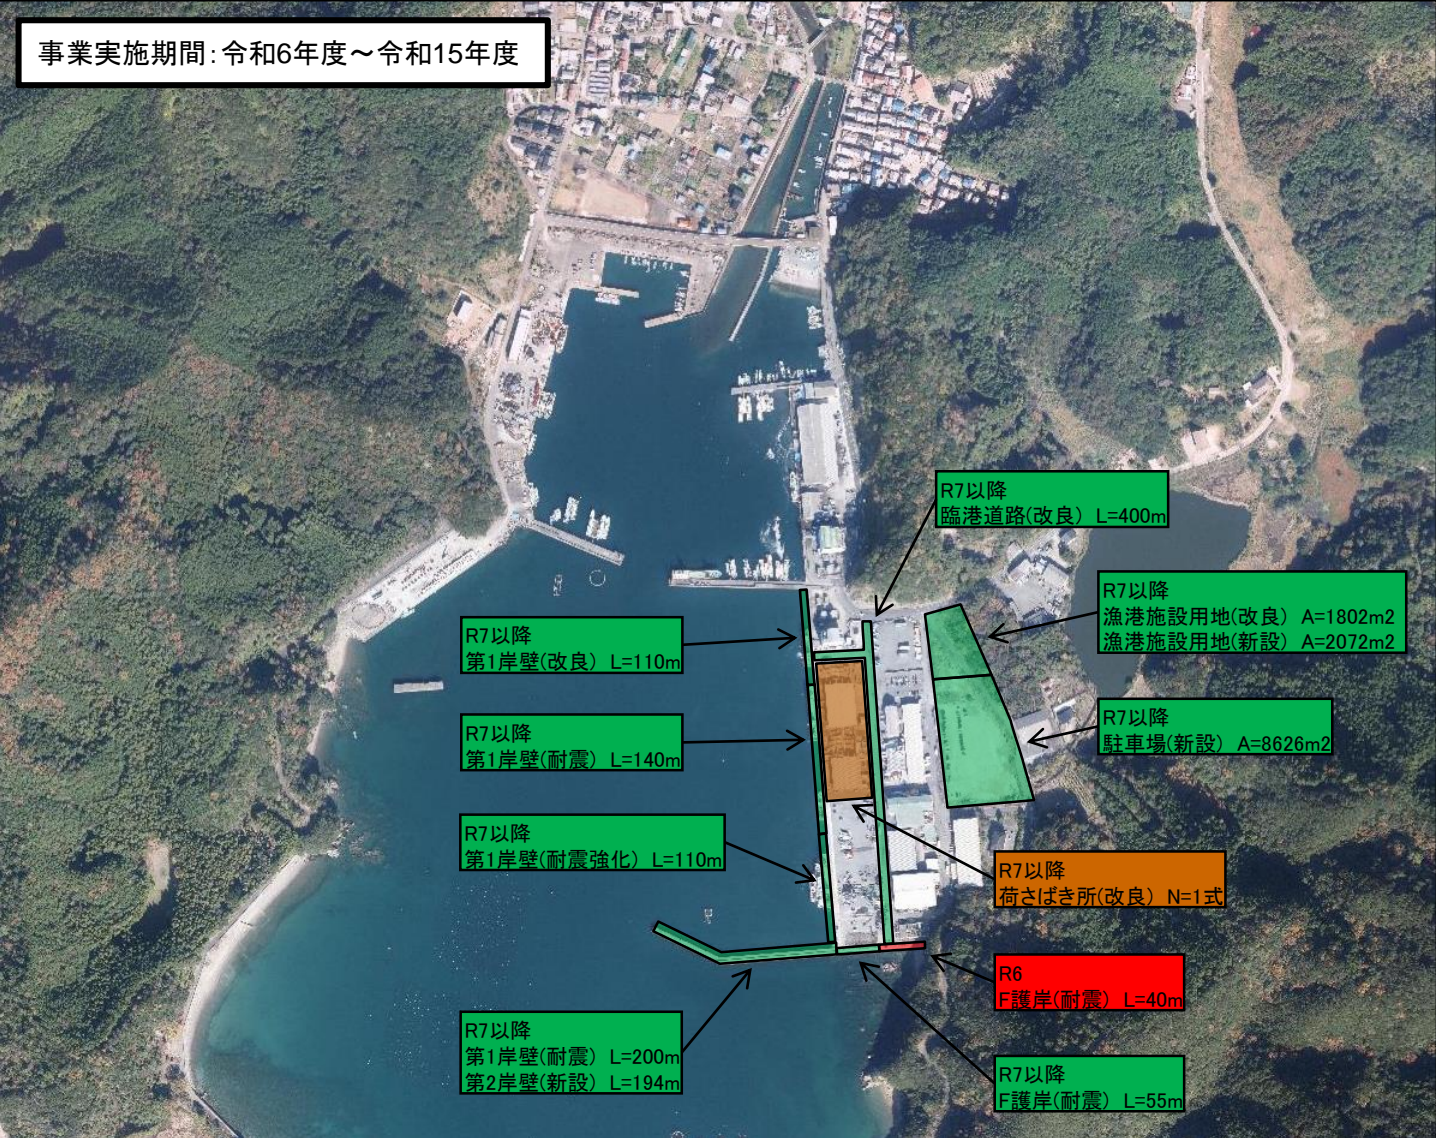 事業実施期間:令和6年度～令和15年度
R7以降
臨港道路(改良) L=400m
R7以降
漁港施設用地(改良) A=1802m2
漁港施設用地(新設) A=2072m2
R7以降
第1岸壁(改良) L=110m
R7以降
駐車場(新設) A=8626m2
R7以降
第1岸壁(耐震) L=140m
R7以降
第1岸壁(耐震強化) L=110m
R7以降
荷さばき所(改良) N=1式
R6
F護岸(耐震) L=40m
R7以降
第1岸壁(耐震) L=200m
第2岸壁(新設) L=194m
R7以降
F護岸(耐震) L=55m